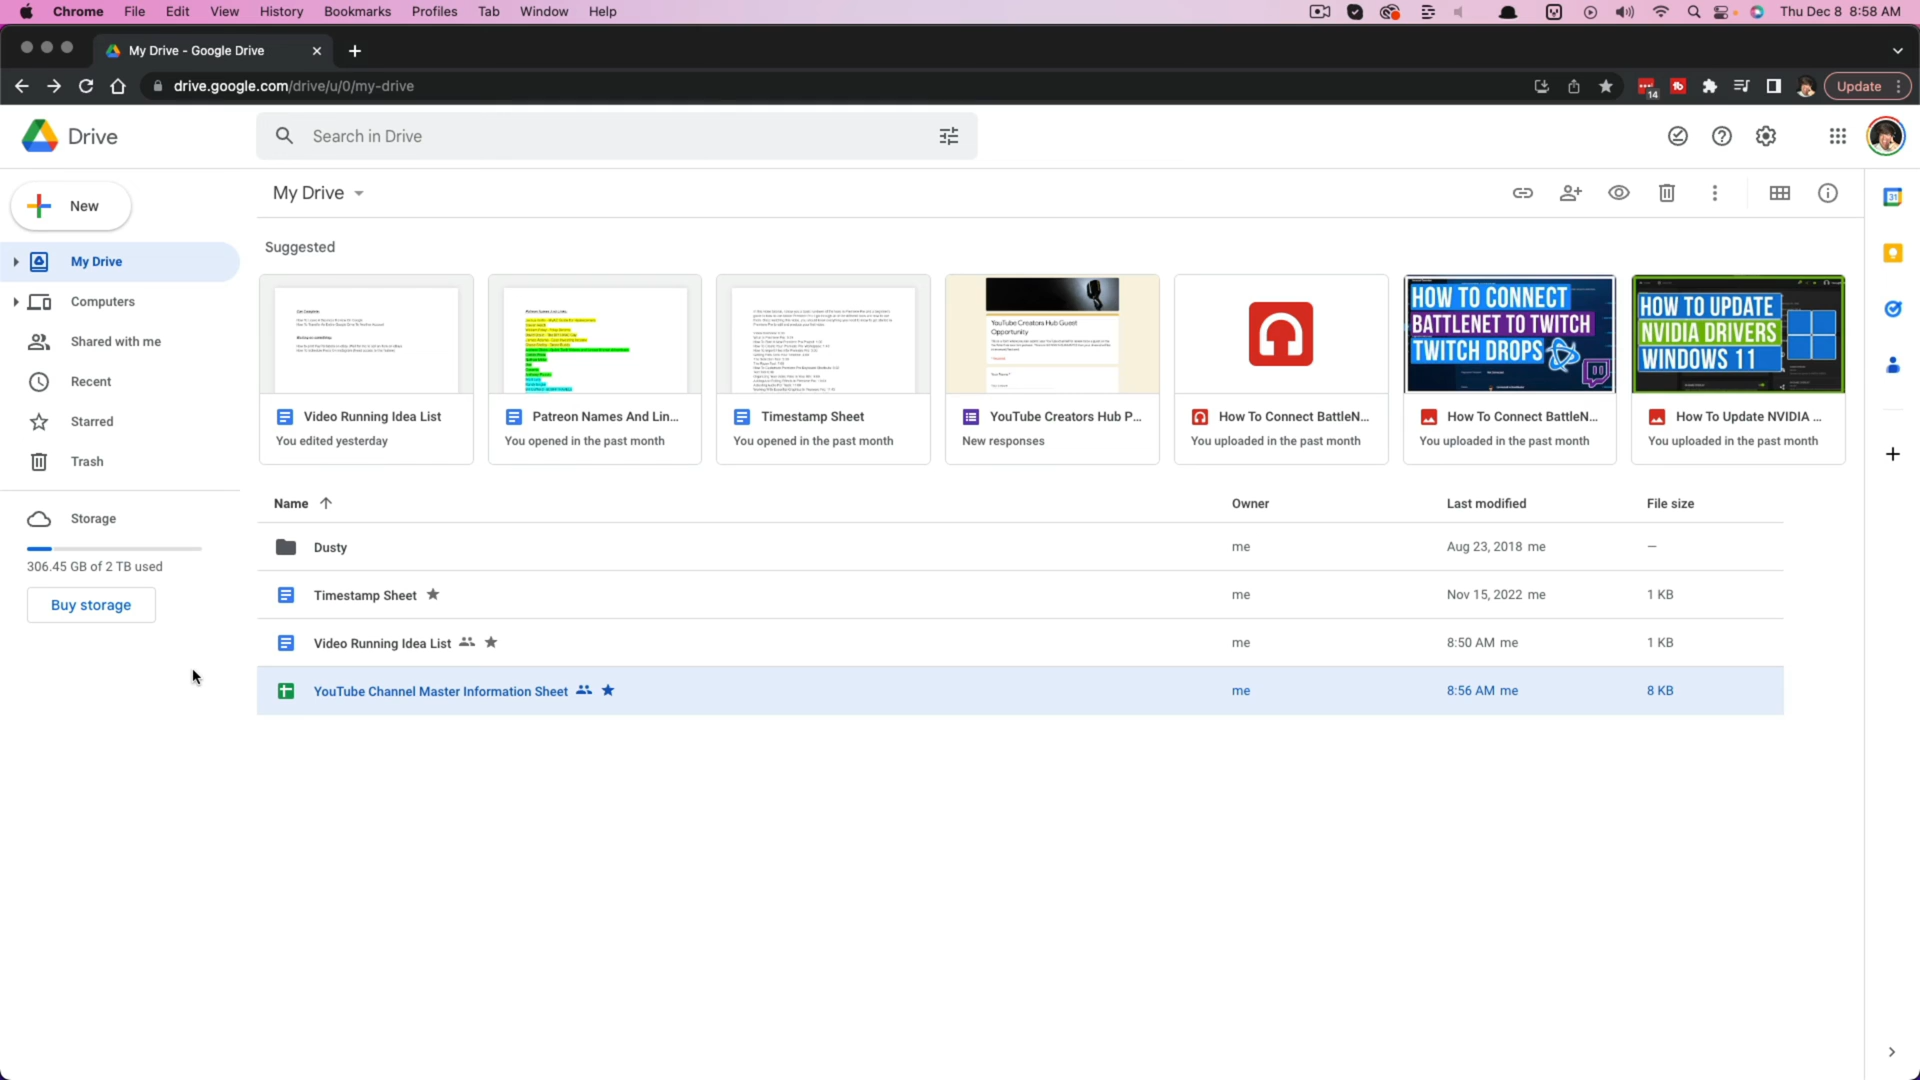 Chrome File Edit View History Bookmarks Profiles Tab Window Help Thu Dec 8 8:58 AM
My Drive - Google Drive
drive.google.com/drive/u/0/my-drive 14 Update
Drive Search in Drive
New
My Drive
Computers
Shared with me
Recent
Starred
Trash
Storage
306.45 GB of 2 TB used
Buy storage
My Drive
31
Suggested
YouTube Creators Hub Guest
Opportunity
HOW TO CONNECT
BATTLENET TO TWITCH
TWITCH DROPS
HOW TO UPDATE
NVIDIA DRIVERS
WINDOWS 11
Video Running Idea List
You edited yesterday
Patreon Names And Lin...
You opened in the past month
Timestamp Sheet
You opened in the past month
YouTube Creators Hub P...
New responses
How To Connect BattleN...
You uploaded in the past month
How To Connect BattleN...
You uploaded in the past month
How To Update NVIDIA ...
You uploaded in the past month
Name Owner Last modified File size
Dusty me Aug 23, 2018 me —
Timestamp Sheet me Nov 15, 2022 me 1 KB
Video Running Idea List me 8:50 AM me 1 KB
YouTube Channel Master Information Sheet me 8:56 AM me 8 KB